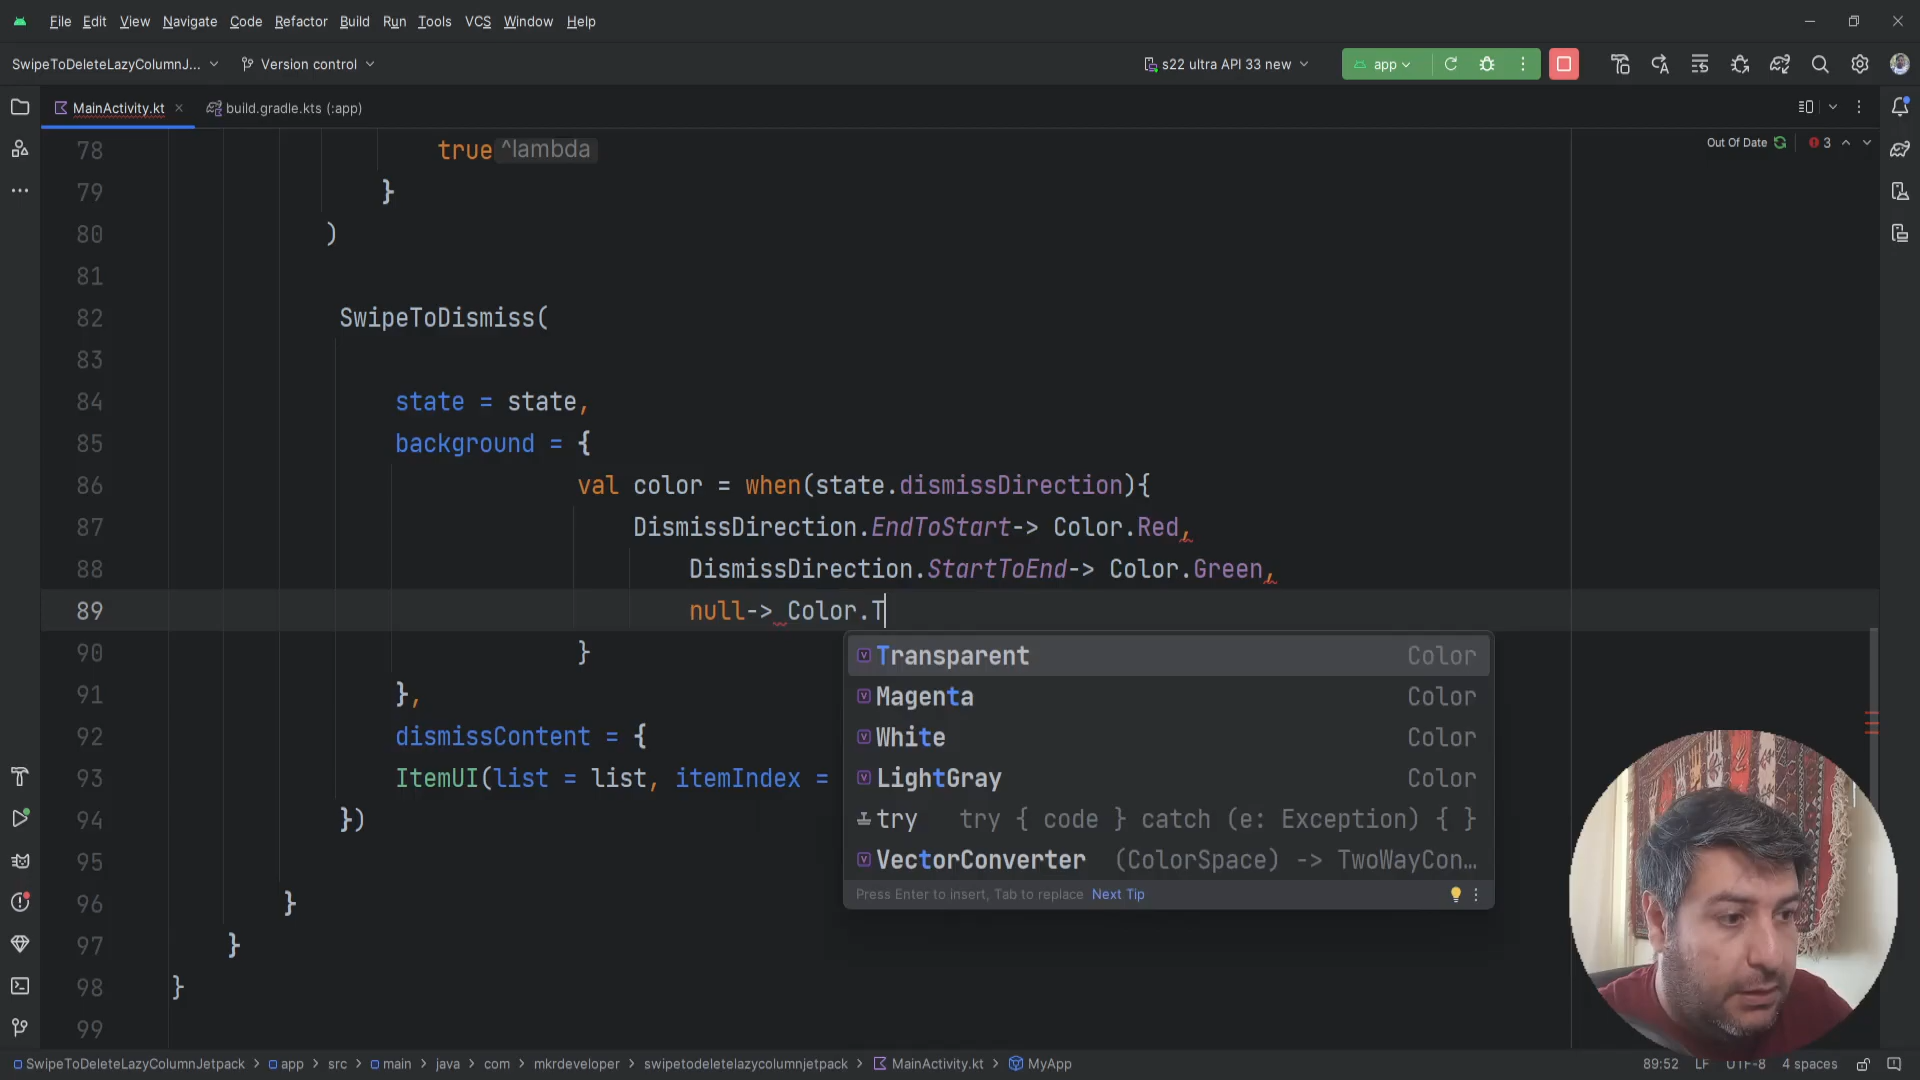 File Edit View Navigate Code Refactor Build Run Tools VCS Window Help
SwipeToDeleteLazyColumnJ... Version control s22 ultra API 33 new app
MainActivity.kt build.gradle.kts (:app)
Out Of Date 3
78 true ^lambda
79 }
80 )
81
82 SwipeToDismiss(
83
84 state = state,
85 background = {
86 val color = when(state.dismissDirection){
87 DismissDirection.EndToStart-> Color.Red,
88 DismissDirection.StartToEnd-> Color.Green,
89 null-> Color.T
90 }
91 },
92 dismissContent = {
93 ItemUI(list = list, itemIndex =
94 })
95
96 }
97 }
98 }
99
Transparent Color
Magenta Color
White Color
LightGray Color
try try { code } catch (e: Exception) { }
VectorConverter (ColorSpace) -> TwoWayCon...
Press Enter to insert, Tab to replace Next Tip
SwipeToDeleteLazyColumnJetpack > app > src > main > java > com > mkrdeveloper > swipetodeletelazycolumnjetpack > MainActivity.kt > MyApp 89:52 LF UTF-8 4 spaces